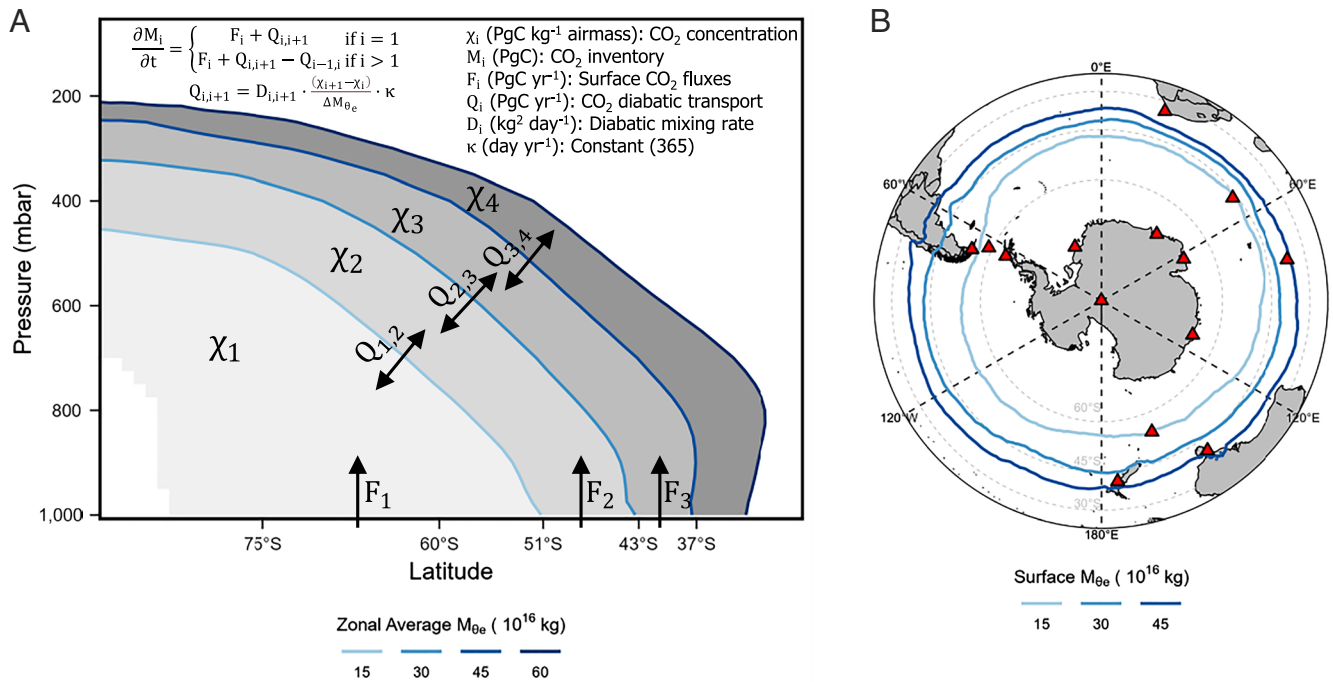 A
∂Mᵢ/∂t = { Fᵢ + Qᵢ,ᵢ₊₁ if i = 1
Fᵢ + Qᵢ,ᵢ₊₁ − Qᵢ₋₁,ᵢ if i > 1
Qᵢ,ᵢ₊₁ = Dᵢ,ᵢ₊₁ · (χᵢ₊₁−χᵢ)/ΔM_θₑ · κ
χᵢ (PgC kg⁻¹ airmass): CO₂ concentration
Mᵢ (PgC): CO₂ inventory
Fᵢ (PgC yr⁻¹): Surface CO₂ fluxes
Qᵢ (PgC yr⁻¹): CO₂ diabatic transport
Dᵢ (kg² day⁻¹): Diabatic mixing rate
κ (day yr⁻¹): Constant (365)
Pressure (mbar)
200
400
600
800
1,000
χ₁
χ₂
χ₃
χ₄
Q₁,₂
Q₂,₃
Q₃,₄
F₁
F₂
F₃
75°S
60°S
51°S
43°S
37°S
Latitude
Zonal Average M_θₑ ( 10¹⁶ kg)
15
30
45
60
B
0°E
60°W
60°E
120°W
120°E
180°E
60°S
45°S
30°S
Surface M_θₑ ( 10¹⁶ kg)
15
30
45